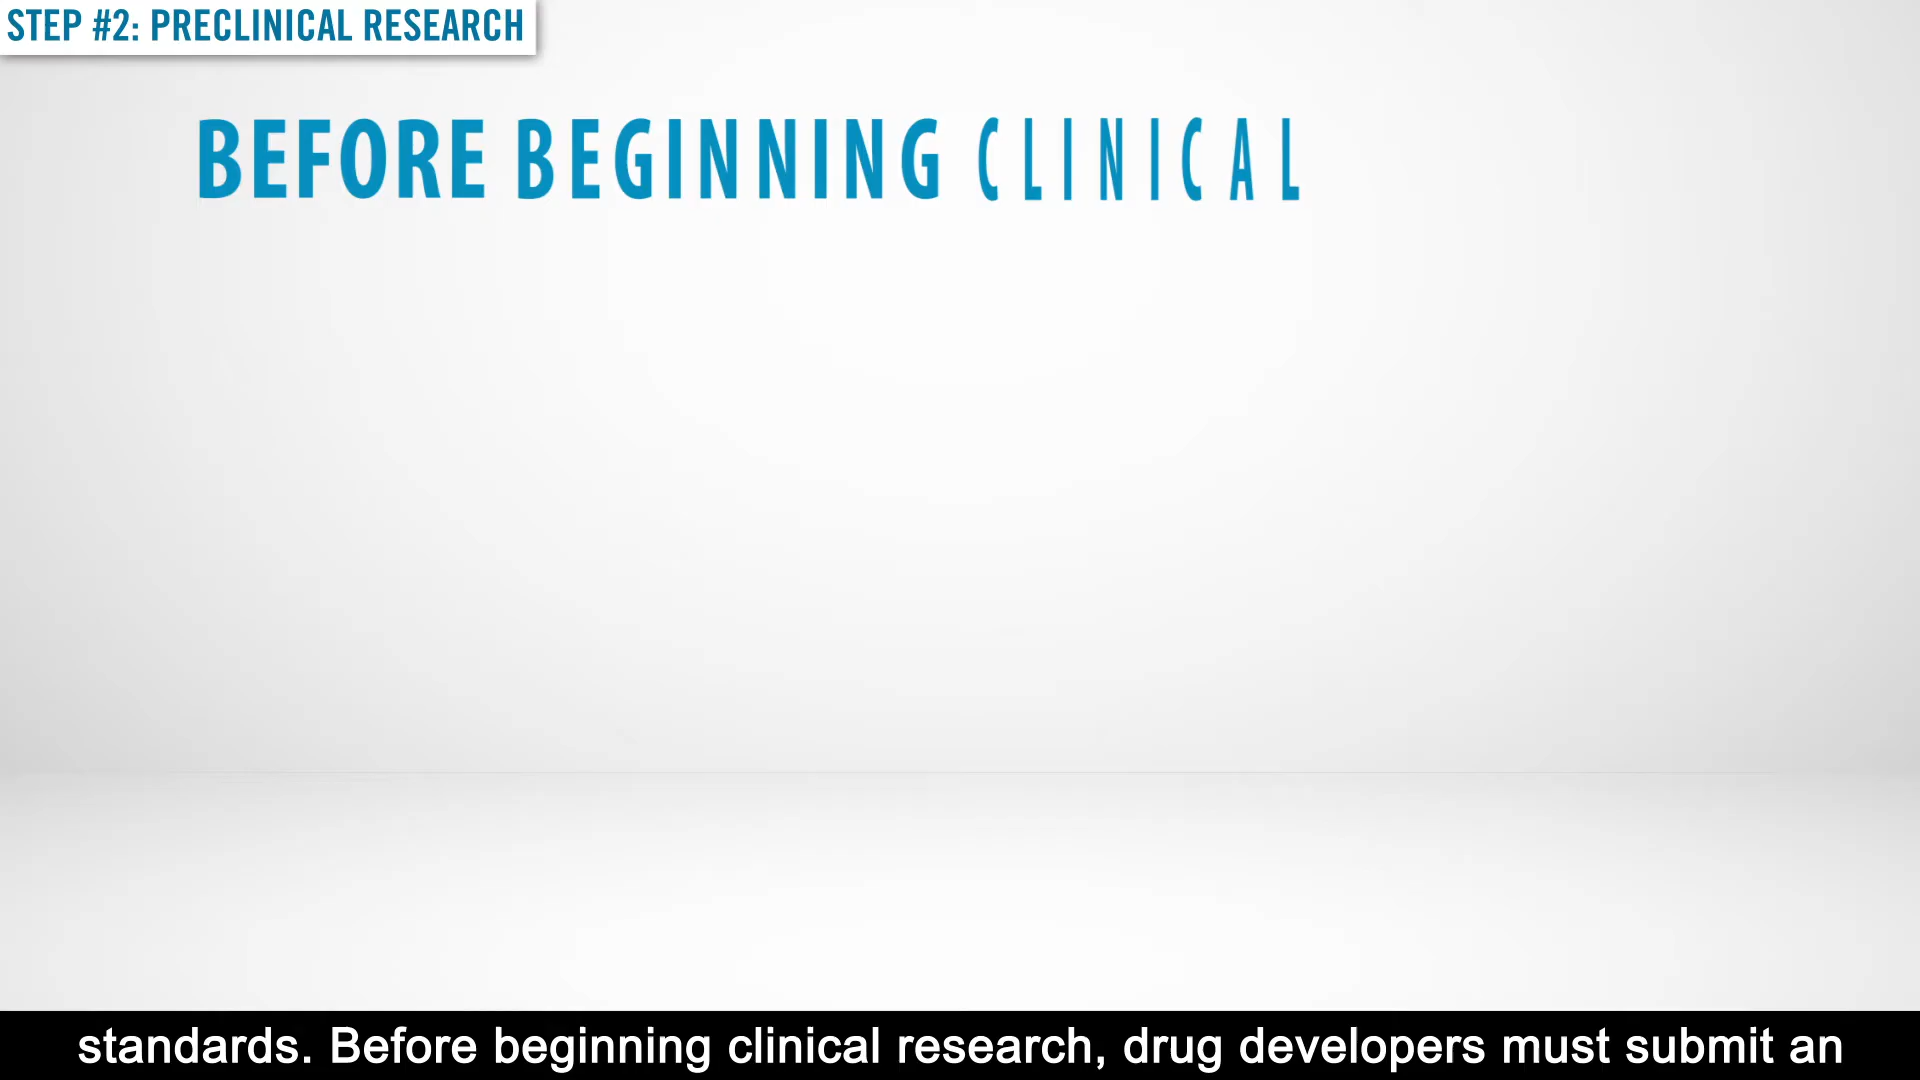 STEP #2: PRECLINICAL RESEARCH
BEFORE BEGINNING CLINICAL
standards. Before beginning clinical research, drug developers must submit an